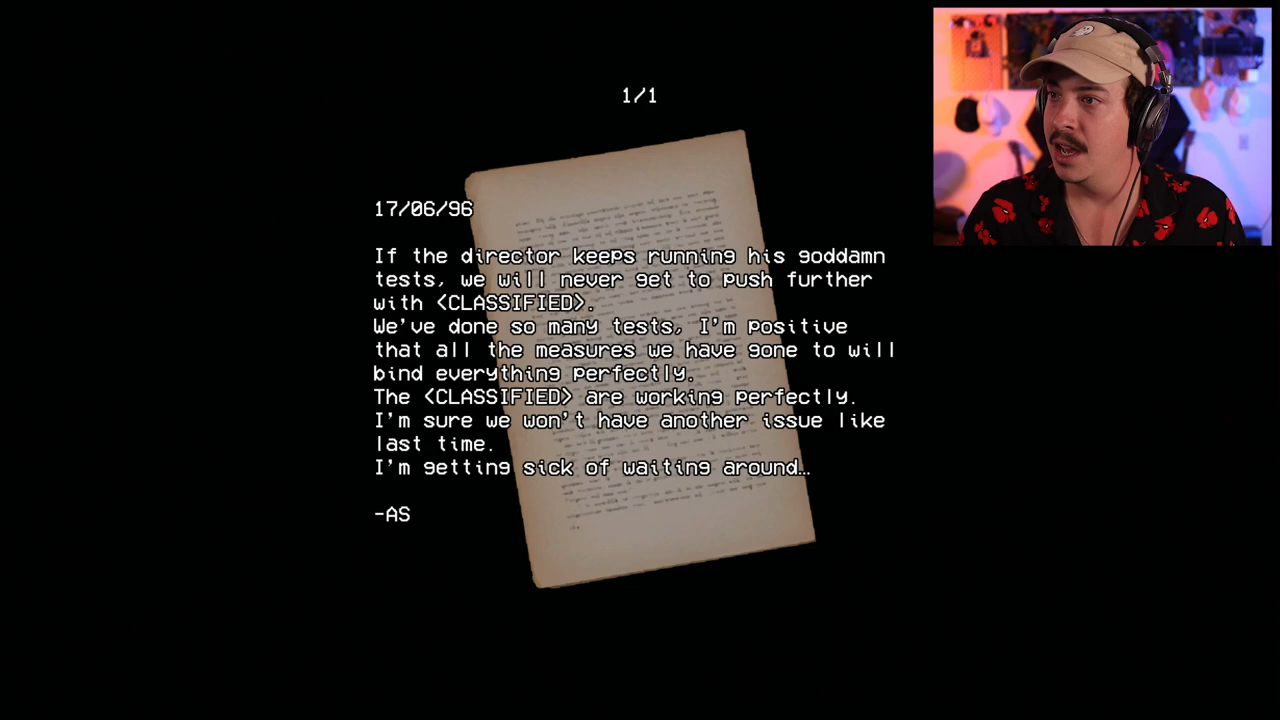 1/1
17/06/96
If the director keeps running his goddamn
tests, we will never get to push further
with <CLASSIFIED>.
We've done so many tests, I'm positive
that all the measures we have gone to will
bind everything perfectly.
The <CLASSIFIED> are working perfectly.
I'm sure we won't have another issue like
last time.
I'm getting sick of waiting around…
-AS